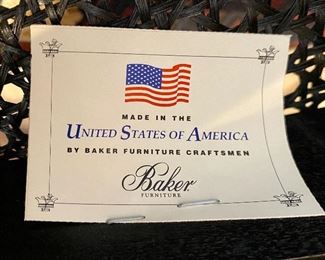 MADE IN THE
UNITED STATES OF AMERICA
BY BAKER FURNITURE CRAFTSMEN
Baker
FURNITURE